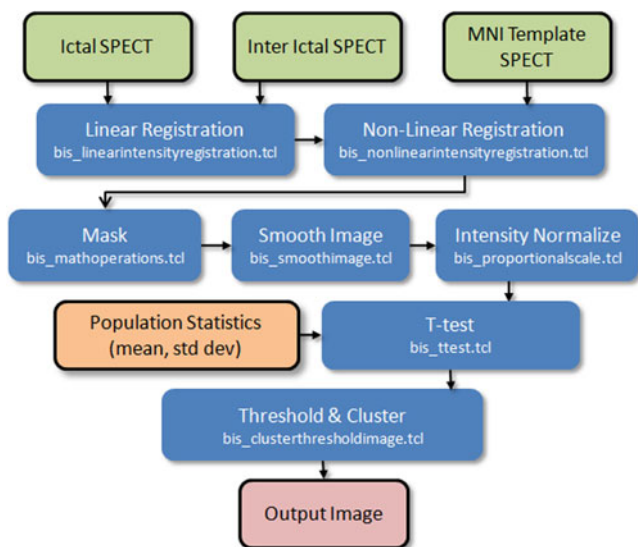 Ictal SPECT
Inter Ictal SPECT
MNI Template
SPECT
Linear Registration
bis_linearintensityregistration.tcl
Non-Linear Registration
bis_nonlinearintensityregistration.tcl
Mask
bis_mathoperations.tcl
Smooth Image
bis_smoothimage.tcl
Intensity Normalize
bis_proportionalscale.tcl
Population Statistics
(mean, std dev)
T-test
bis_ttest.tcl
Threshold & Cluster
bis_clusterthresholdimage.tcl
Output Image